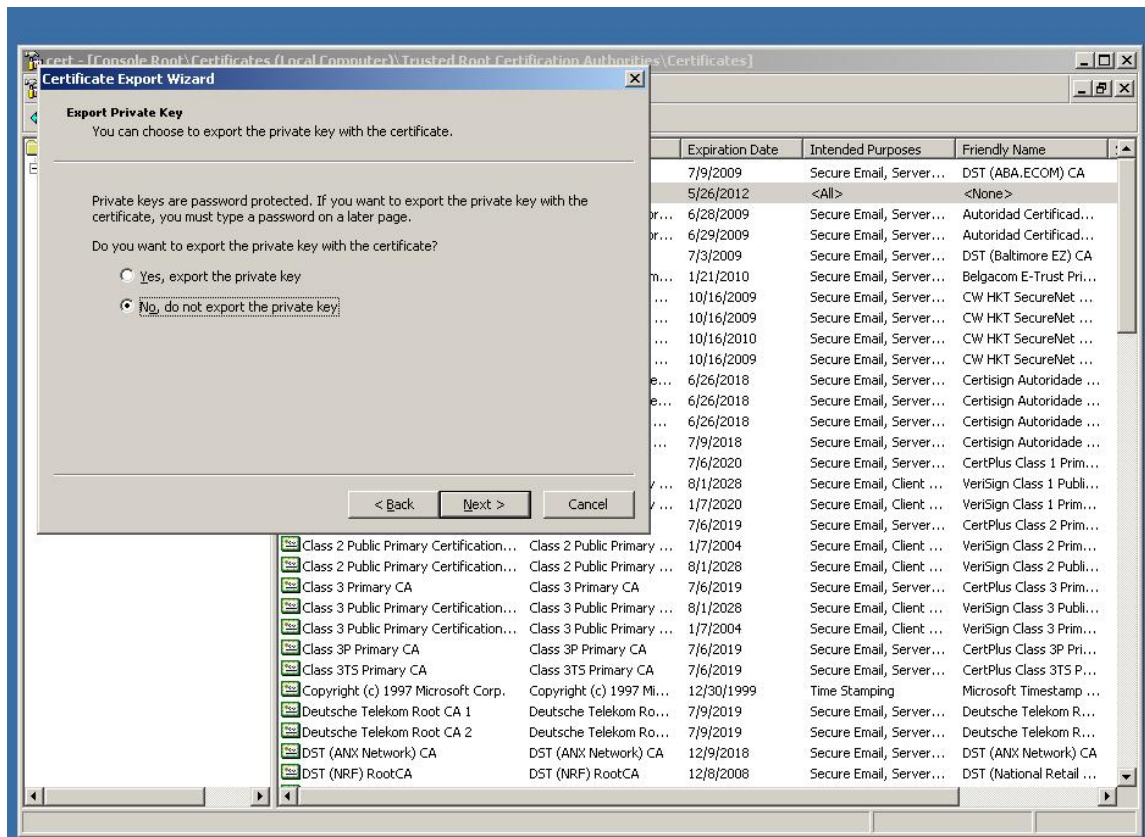 cert - [Console Root\Certificates (Local Computer)\Trusted Root Certification Authorities\Certificates]
Certificate Export Wizard
Export Private Key
You can choose to export the private key with the certificate.
Private keys are password protected. If you want to export the private key with the
certificate, you must type a password on a later page.
Do you want to export the private key with the certificate?
Yes, export the private key
No, do not export the private key
< Back Next > Cancel
Expiration Date Intended Purposes Friendly Name
7/9/2009 Secure Email, Server... DST (ABA.ECOM) CA
5/26/2012 <All> <None>
6/28/2009 Secure Email, Server... Autoridad Certificad...
6/29/2009 Secure Email, Server... Autoridad Certificad...
7/3/2009 Secure Email, Server... DST (Baltimore EZ) CA
1/21/2010 Secure Email, Server... Belgacom E-Trust Pri...
10/16/2009 Secure Email, Server... CW HKT SecureNet ...
10/16/2009 Secure Email, Server... CW HKT SecureNet ...
10/16/2010 Secure Email, Server... CW HKT SecureNet ...
10/16/2009 Secure Email, Server... CW HKT SecureNet ...
6/26/2018 Secure Email, Server... Certisign Autoridade ...
6/26/2018 Secure Email, Server... Certisign Autoridade ...
6/26/2018 Secure Email, Server... Certisign Autoridade ...
7/9/2018 Secure Email, Server... Certisign Autoridade ...
7/6/2020 Secure Email, Server... CertPlus Class 1 Prim...
8/1/2028 Secure Email, Client ... VeriSign Class 1 Publi...
1/7/2020 Secure Email, Client ... VeriSign Class 1 Prim...
7/6/2019 Secure Email, Server... CertPlus Class 2 Prim...
Class 2 Public Primary Certification... Class 2 Public Primary ... 1/7/2004 Secure Email, Client ... VeriSign Class 2 Prim...
Class 2 Public Primary Certification... Class 2 Public Primary ... 8/1/2028 Secure Email, Client ... VeriSign Class 2 Publi...
Class 3 Primary CA Class 3 Primary CA 7/6/2019 Secure Email, Server... CertPlus Class 3 Prim...
Class 3 Public Primary Certification... Class 3 Public Primary ... 8/1/2028 Secure Email, Client ... VeriSign Class 3 Publi...
Class 3 Public Primary Certification... Class 3 Public Primary ... 1/7/2004 Secure Email, Client ... VeriSign Class 3 Prim...
Class 3P Primary CA Class 3P Primary CA 7/6/2019 Secure Email, Server... CertPlus Class 3P Pri...
Class 3TS Primary CA Class 3TS Primary CA 7/6/2019 Secure Email, Server... CertPlus Class 3TS P...
Copyright (c) 1997 Microsoft Corp. Copyright (c) 1997 Mi... 12/30/1999 Time Stamping Microsoft Timestamp ...
Deutsche Telekom Root CA 1 Deutsche Telekom Ro... 7/9/2019 Secure Email, Server... Deutsche Telekom R...
Deutsche Telekom Root CA 2 Deutsche Telekom Ro... 7/9/2019 Secure Email, Server... Deutsche Telekom R...
DST (ANX Network) CA DST (ANX Network) CA 12/9/2018 Secure Email, Server... DST (ANX Network) CA
DST (NRF) RootCA DST (NRF) RootCA 12/8/2008 Secure Email, Server... DST (National Retail ...